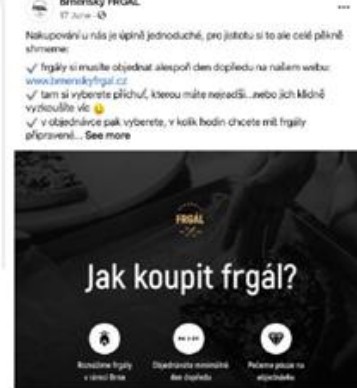 Brněnský FRGÁL
17 June
Nakupování u nás je úplně jednoduché, pro jistotu si to ale celé pěkně
shrneme:
✓ frgály si musíte objednat alespoň den dopředu na našem webu:
www.brnenskyfrgal.cz
✓ tam si vyberete příchuť, kterou máte nejradši...nebo jich klidně
vyzkoušíte víc
✓ v objednávce pak vyberete, v kolik hodin chcete mít frgály
připravené... See more
FRGÁL
Jak koupit frgál?
Rozvážíme frgály
v rámci Brna
Objednávejte minimálně
den dopředu
Pečeme pouze na
objednávku